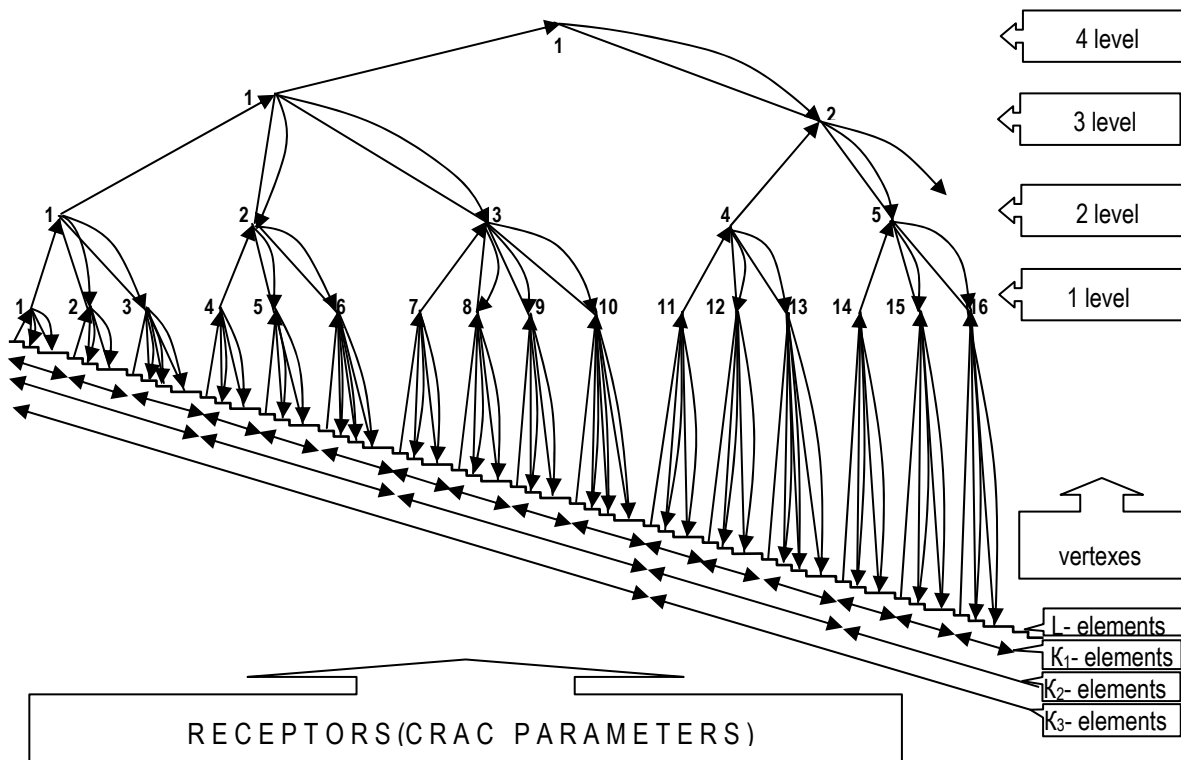 1
4 level
1
2
3 level
1
2
3
4
5
2 level
1
2
3
4
5
6
7
8
9
10
11
12
13
14
15
16
1 level
vertexes
L- elements
K₁- elements
K₂- elements
K₃- elements
RECEPTORS(CRAC PARAMETERS)